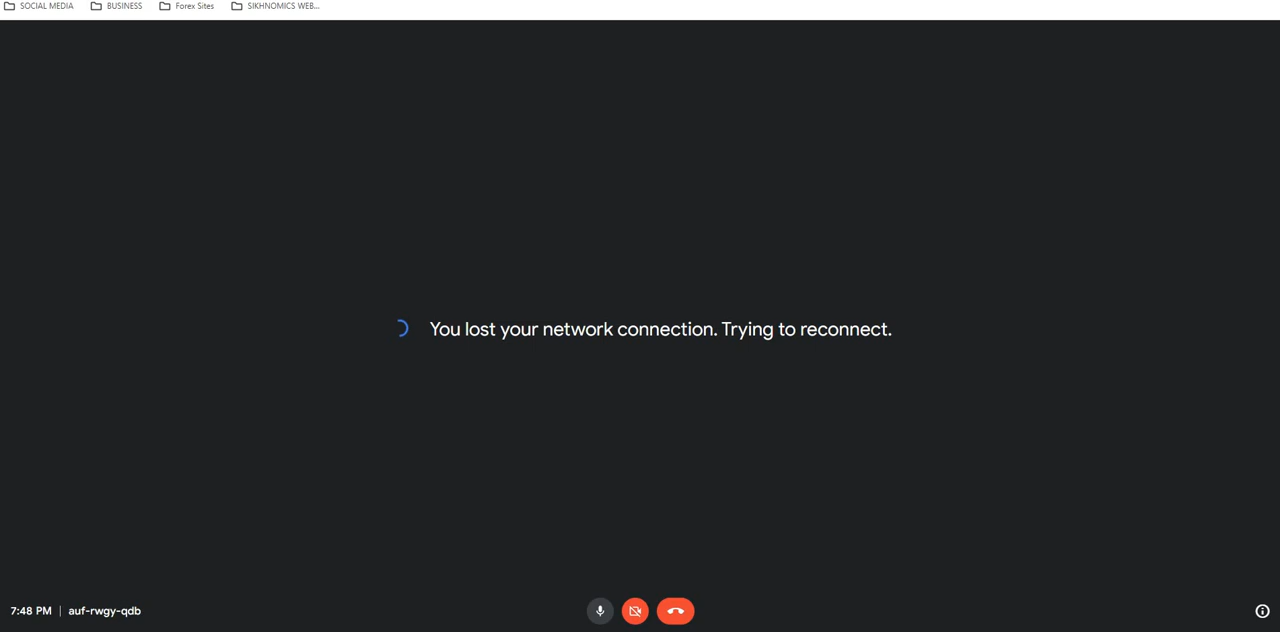 SOCIAL MEDIA BUSINESS Forex Sites SIKHNOMICS WEB...
You lost your network connection. Trying to reconnect.
7:48 PM | auf-rwgy-qdb